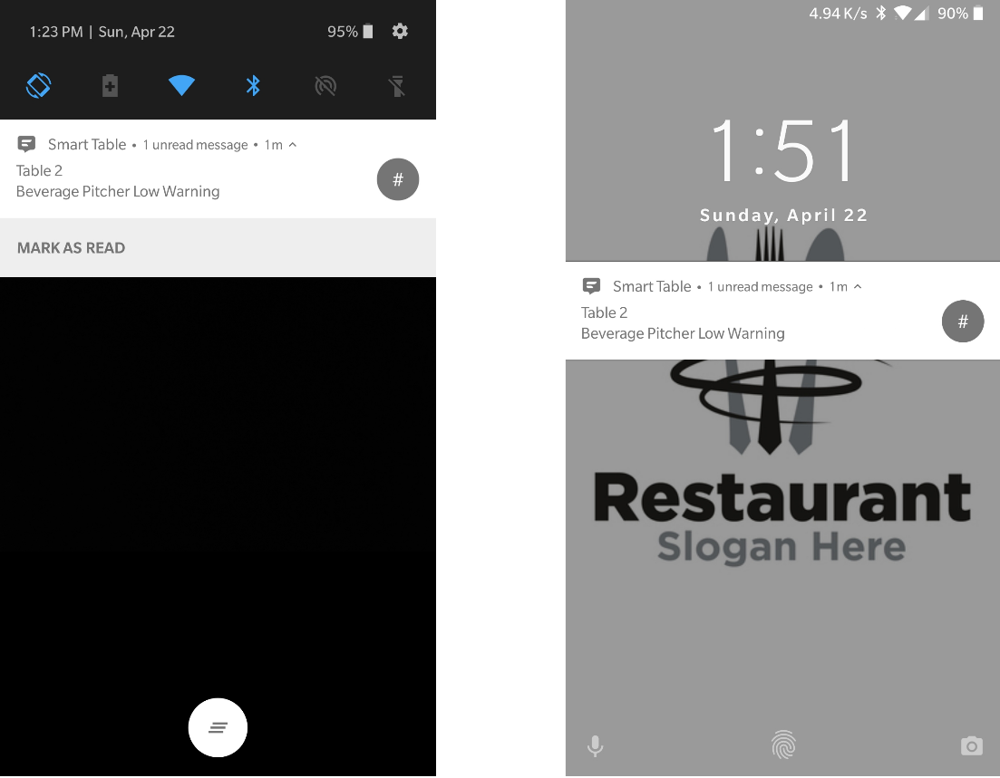 1:23 PM | Sun, Apr 22 95%
Smart Table • 1 unread message • 1m
Table 2
Beverage Pitcher Low Warning
#
MARK AS READ
4.94 K/s 90%
1:51
Sunday, April 22
Smart Table • 1 unread message • 1m
Table 2
Beverage Pitcher Low Warning
#
Restaurant
Slogan Here